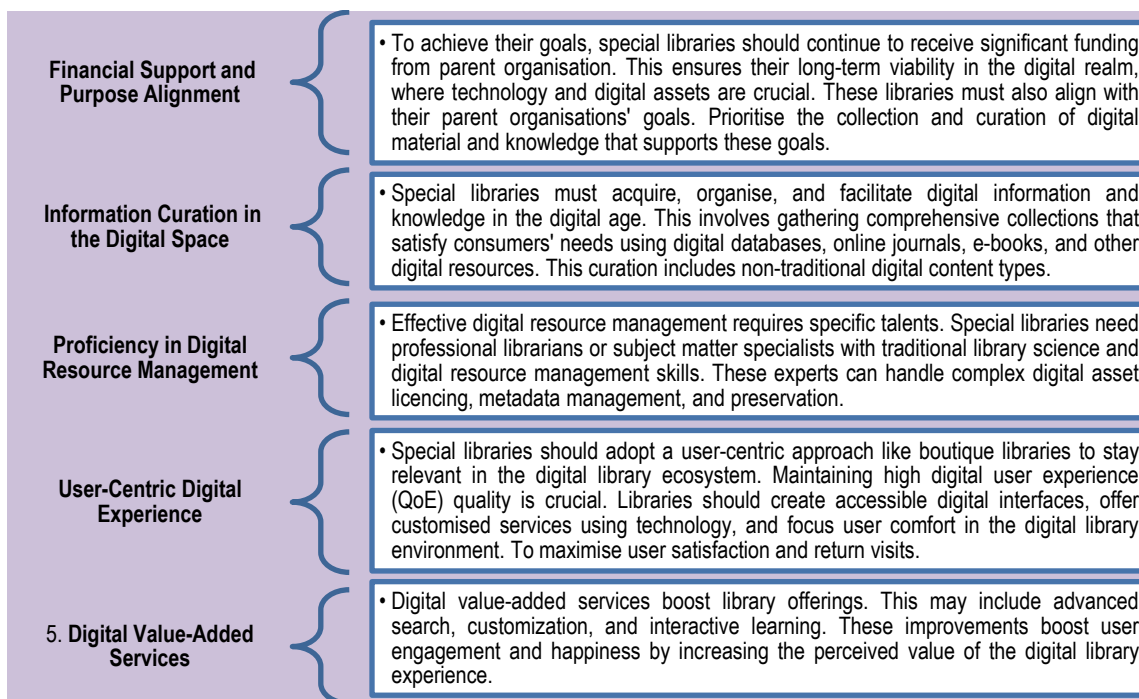 Financial Support and
Purpose Alignment
• To achieve their goals, special libraries should continue to receive significant funding
from parent organisation. This ensures their long-term viability in the digital realm,
where technology and digital assets are crucial. These libraries must also align with
their parent organisations' goals. Prioritise the collection and curation of digital
material and knowledge that supports these goals.
Information Curation in
the Digital Space
• Special libraries must acquire, organise, and facilitate digital information and
knowledge in the digital age. This involves gathering comprehensive collections that
satisfy consumers' needs using digital databases, online journals, e-books, and other
digital resources. This curation includes non-traditional digital content types.
Proficiency in Digital
Resource Management
• Effective digital resource management requires specific talents. Special libraries need
professional librarians or subject matter specialists with traditional library science and
digital resource management skills. These experts can handle complex digital asset
licencing, metadata management, and preservation.
User-Centric Digital
Experience
• Special libraries should adopt a user-centric approach like boutique libraries to stay
relevant in the digital library ecosystem. Maintaining high digital user experience
(QoE) quality is crucial. Libraries should create accessible digital interfaces, offer
customised services using technology, and focus user comfort in the digital library
environment. To maximise user satisfaction and return visits.
5. Digital Value-Added
Services
• Digital value-added services boost library offerings. This may include advanced
search, customization, and interactive learning. These improvements boost user
engagement and happiness by increasing the perceived value of the digital library
experience.